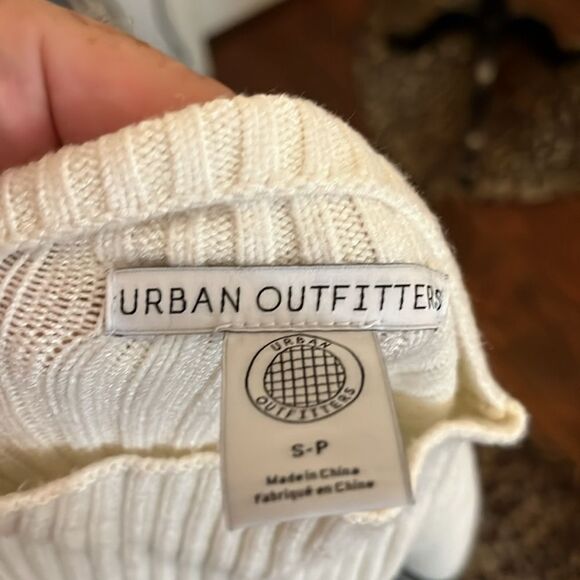 URBAN OUTFITTERS
URBAN
OUTFITTERS
S-P
Made in China
Fabriqué en Chine